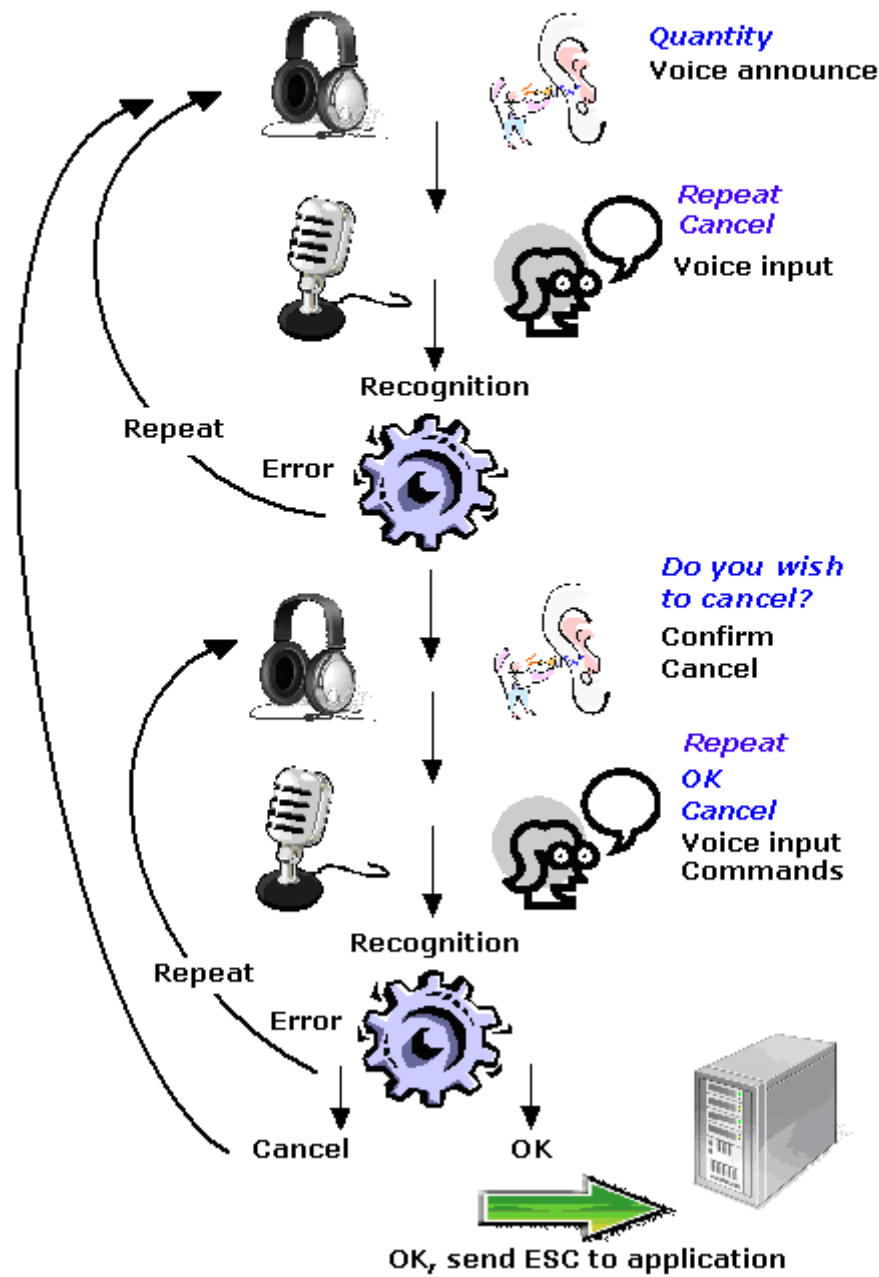 Quantity
Voice announce
Repeat
Cancel
Voice input
Recognition
Repeat
Error
Do you wish
to cancel?
Confirm
Cancel
Repeat
OK
Cancel
Voice input
Commands
Recognition
Repeat
Error
Cancel
OK
OK, send ESC to application